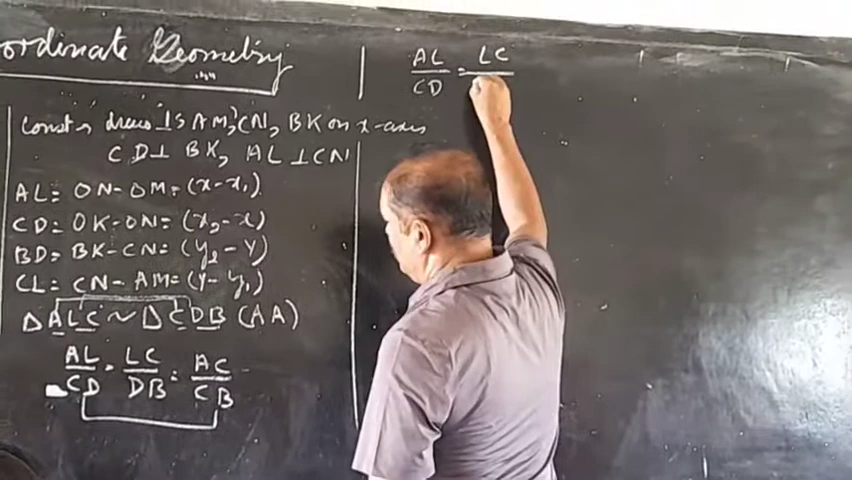 ordinate Geometry
Constn draw ⊥s AM, CN, BK on x-axis
CD ⊥ BK, AL ⊥ CN
AL = ON - OM = (x - x₁)
CD = OK - ON = (x₂ - x)
BD = BK - CN = (y₂ - y)
CL = CN - AM = (y - y₁)
Δ ALC ~ Δ CDB (AA)
AL/CD = LC/DB = AC/CB
AL/CD = LC